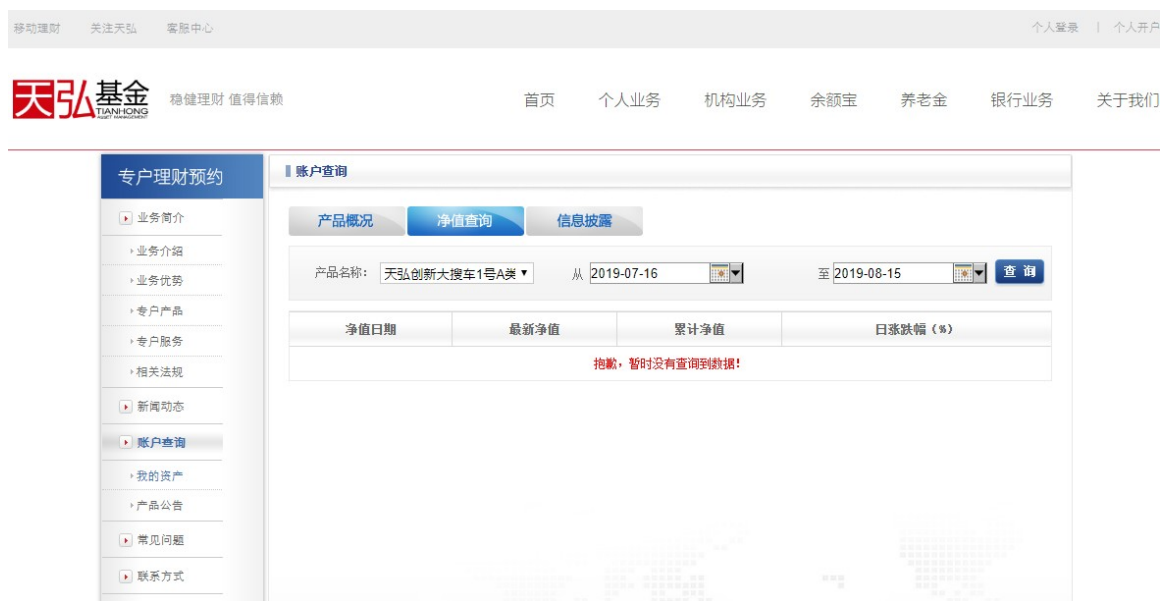 移动理财 关注天弘 客服中心 个人登录 | 个人开户
天弘基金 TIANHONG ASSET MANAGEMENT 稳健理财 值得信赖 首页 个人业务 机构业务 余额宝 养老金 银行业务 关于我们
专户理财预约
业务简介
业务介绍
业务优势
专户产品
专户服务
相关法规
新闻动态
账户查询
我的资产
产品公告
常见问题
联系方式
账户查询
产品概况 净值查询 信息披露
产品名称: 天弘创新大搜车1号A类 从 2019-07-16 至 2019-08-15 查 询
净值日期 最新净值 累计净值 日涨跌幅（%）
抱歉，暂时没有查询到数据!